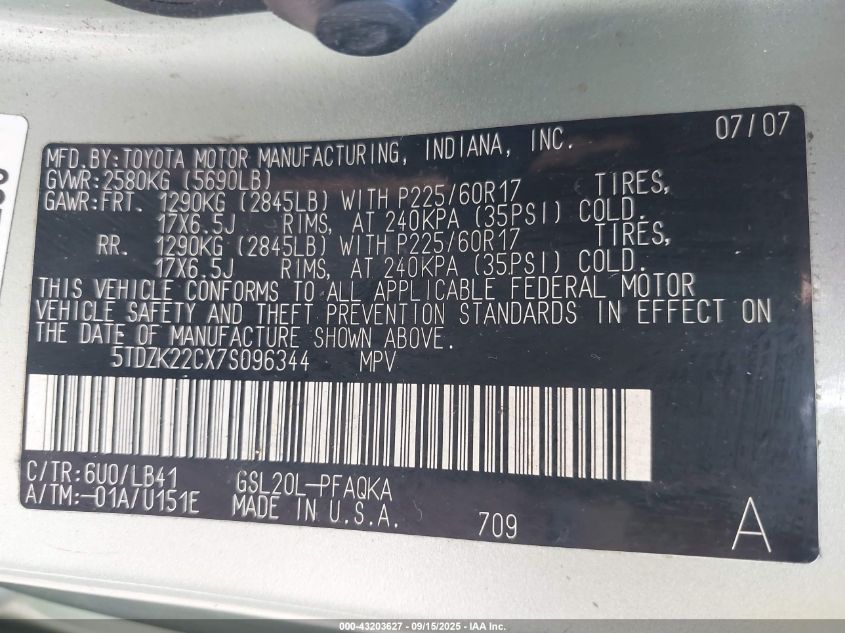 07/07
MFD.BY:TOYOTA MOTOR MANUFACTURING, INDIANA, INC.
GVWR:2580KG (5690LB)
GAWR:FRT. 1290KG (2845LB) WITH P225/60R17 TIRES,
17X6.5J RIMS, AT 240KPA (35PSI) COLD.
RR. 1290KG (2845LB) WITH P225/60R17 TIRES,
17X6.5J RIMS, AT 240KPA (35PSI) COLD.
THIS VEHICLE CONFORMS TO ALL APPLICABLE FEDERAL MOTOR
VEHICLE SAFETY AND THEFT PREVENTION STANDARDS IN EFFECT ON
THE DATE OF MANUFACTURE SHOWN ABOVE.
5TDZK22CX7S096344 MPV
C/TR:6U0/LB41 GSL20L-PFAQKA
A/TM:-01A/U151E MADE IN U.S.A. 709 A
000-43203627 - 09/15/2025 - IAA Inc.